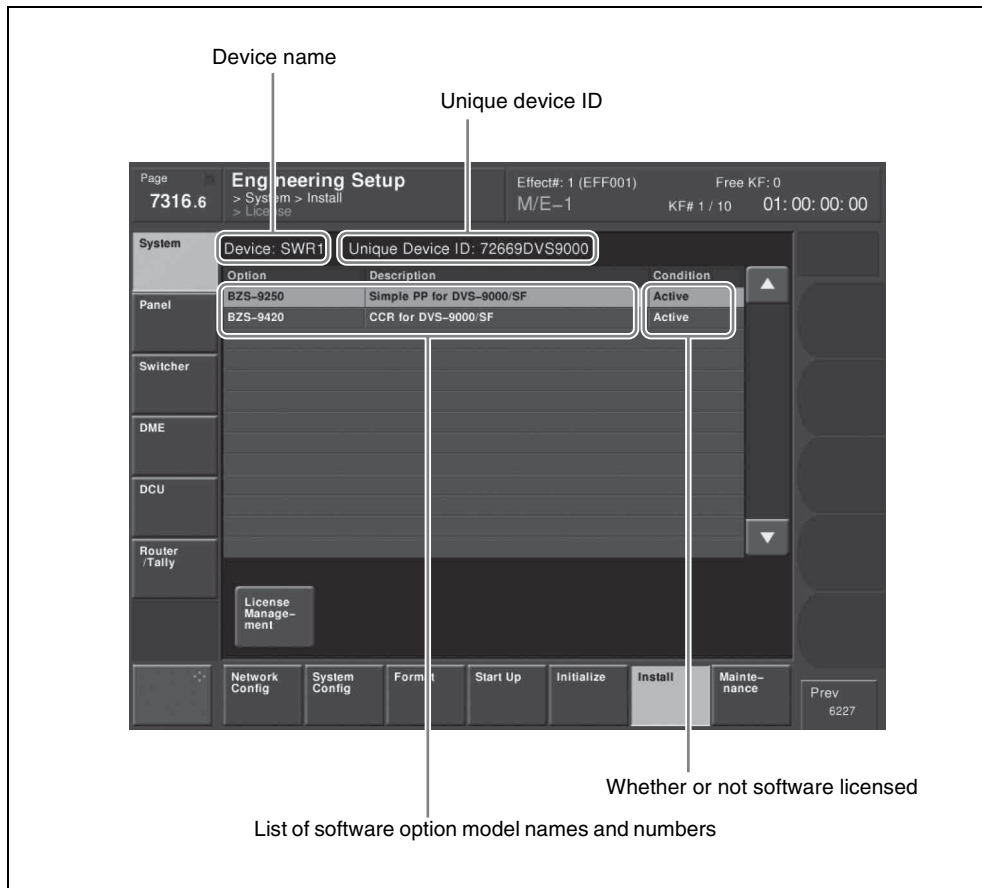 Device name
Unique device ID
Page
7316.6
Engineering Setup
> System > Install
> License
Effect#: 1 (EFF001)
Free KF: 0
M/E–1
KF# 1 / 10
01: 00: 00: 00
System
Panel
Switcher
DME
DCU
Router
/Tally
Device: SWR1
Unique Device ID: 72669DVS9000
Option Description Condition
BZS–9250 Simple PP for DVS–9000/SF Active
BZS–9420 CCR for DVS–9000/SF Active
License
Manage–
ment
Network
Config
System
Config
Format
Start Up
Initialize
Install
Mainte–
nance
Prev
6227
Whether or not software licensed
List of software option model names and numbers